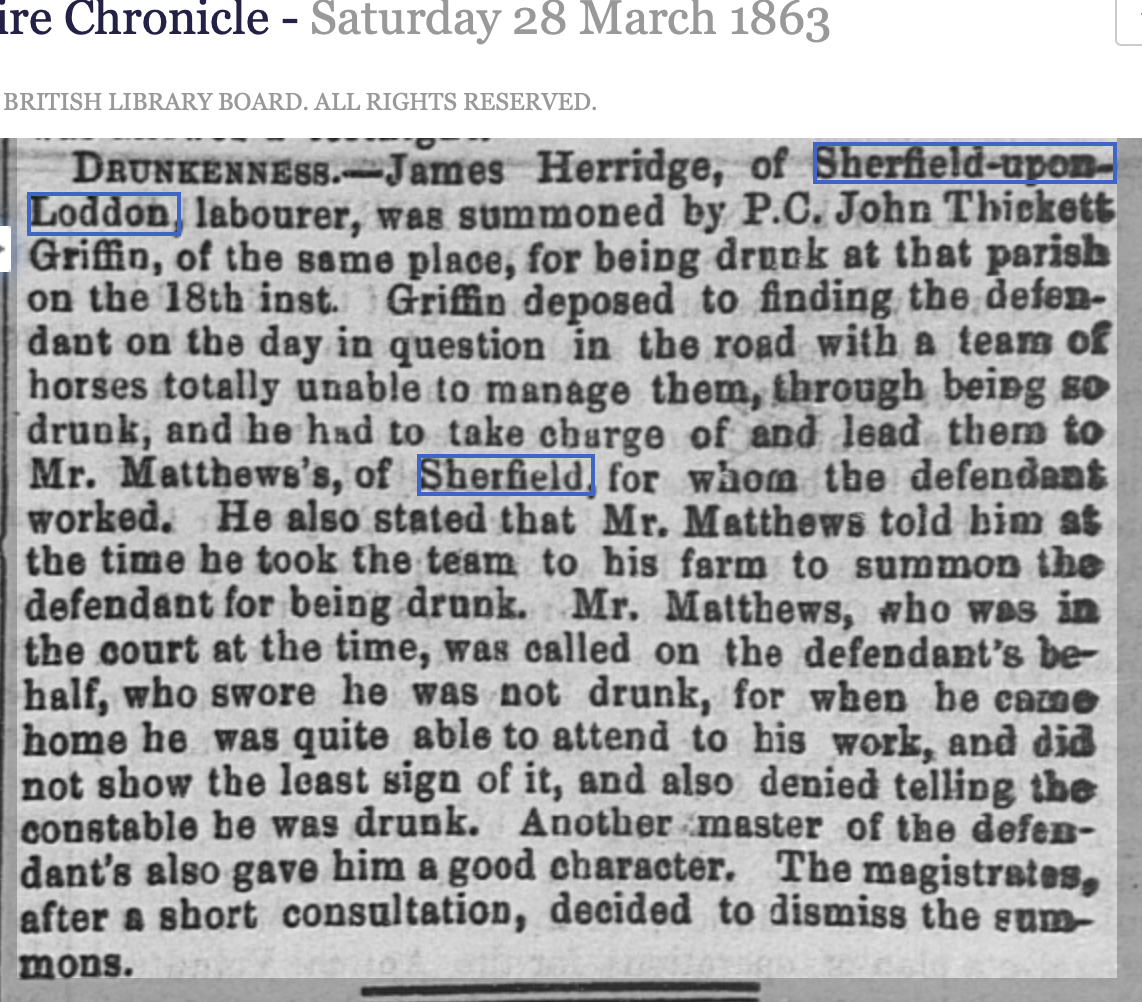 ire Chronicle - Saturday 28 March 1863
BRITISH LIBRARY BOARD. ALL RIGHTS RESERVED.
DRUNKENNESS.—James Herridge, of Sherfield-upon-
Loddon, labourer, was summoned by P.C. John Thickett
Griffin, of the same place, for being drunk at that parish
on the 18th inst. Griffin deposed to finding the defen-
dant on the day in question in the road with a team of
horses totally unable to manage them, through being so
drunk, and he had to take charge of and lead them to
Mr. Matthews's, of Sherfield, for whom the defendant
worked. He also stated that Mr. Matthews told him at
the time he took the team to his farm to summon the
defendant for being drunk. Mr. Matthews, who was in
the court at the time, was called on the defendant's be-
half, who swore he was not drunk, for when he came
home he was quite able to attend to his work, and did
not show the least sign of it, and also denied telling the
constable he was drunk. Another master of the defen-
dant's also gave him a good character. The magistrates,
after a short consultation, decided to dismiss the sum-
mons.